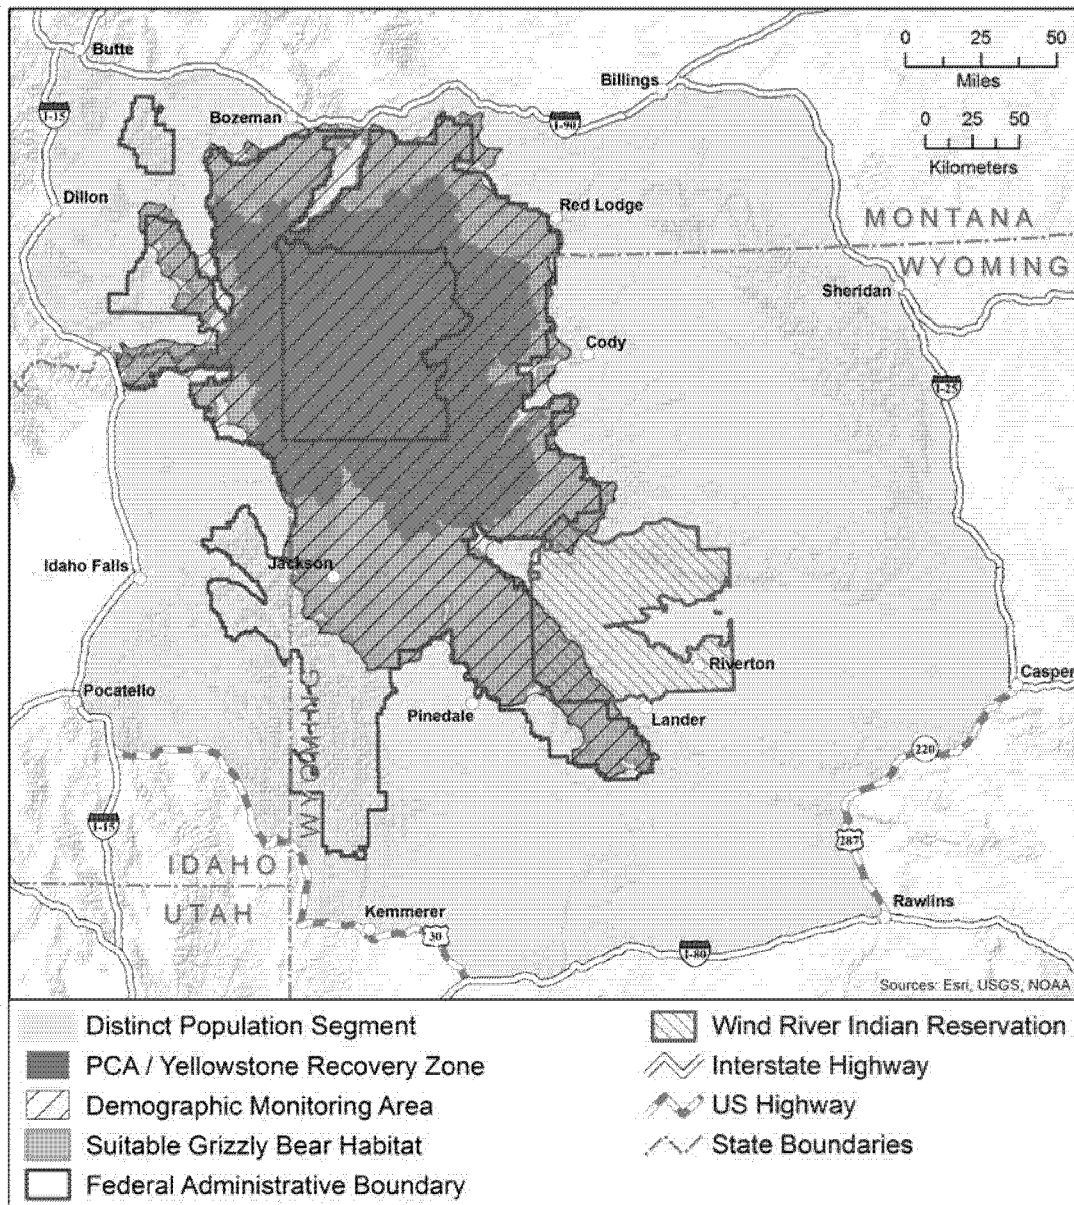 Butte
Billings
0 25 50
Miles
I-15
Bozeman
I-90
0 25 50
Kilometers
Dillon
Red Lodge
MONTANA
WYOMING
Sheridan
Cody
I-25
Idaho Falls
Jackson
Riverton
Casper
Pocatello
Pinedale
Lander
WYOMING
220
I-15
287
IDAHO
UTAH
Kemmerer
30
Rawlins
I-80
Sources: Esri, USGS, NOAA
Distinct Population Segment
PCA / Yellowstone Recovery Zone
Demographic Monitoring Area
Suitable Grizzly Bear Habitat
Federal Administrative Boundary
Wind River Indian Reservation
Interstate Highway
US Highway
State Boundaries